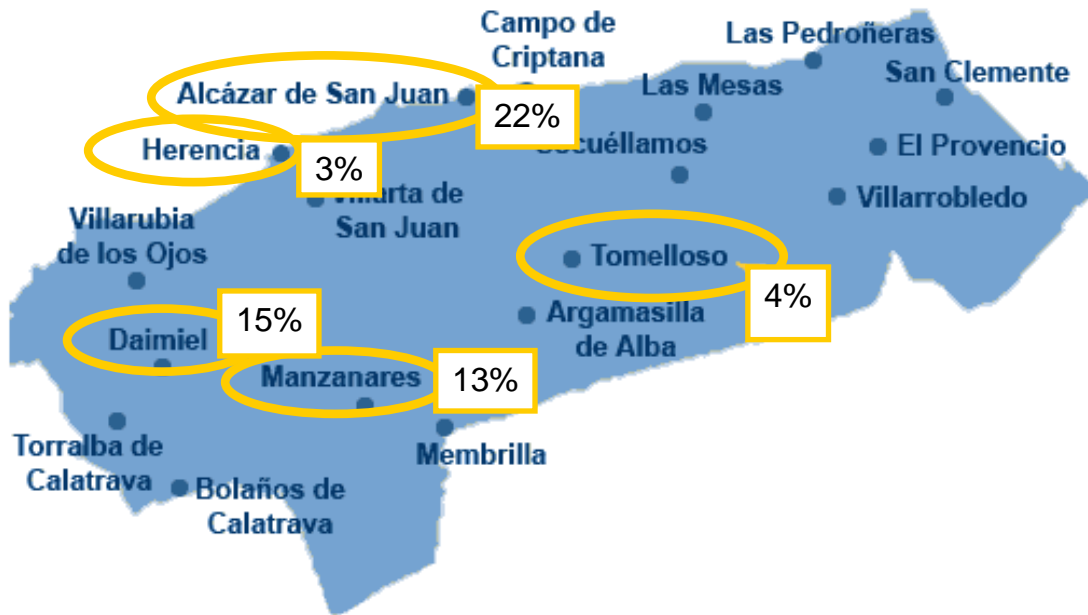 Campo de
Criptana
Las Pedroñeras
San Clemente
Alcázar de San Juan
22%
Las Mesas
Herencia
3%
El Provencio
San Juan
Villarrobledo
Villarubia
de los Ojos
Tomelloso
4%
Daimiel
15%
Argamasilla
de Alba
Manzanares
13%
Membrilla
Torralba de
Calatrava
Bolaños de
Calatrava